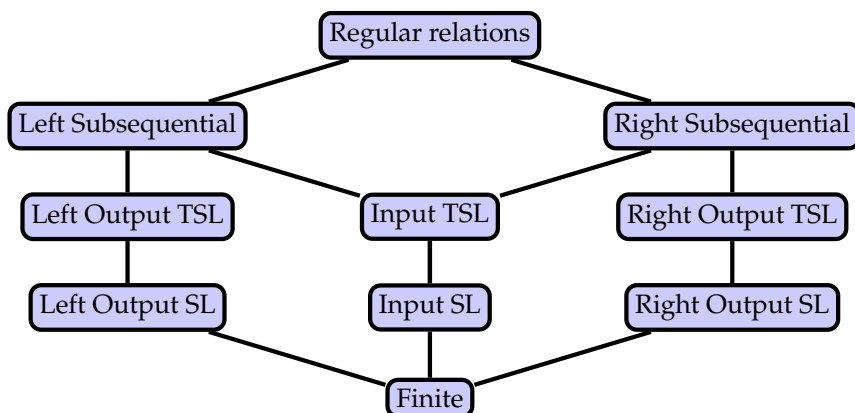 Regular relations
Left Subsequential
Right Subsequential
Left Output TSL
Input TSL
Right Output TSL
Left Output SL
Input SL
Right Output SL
Finite